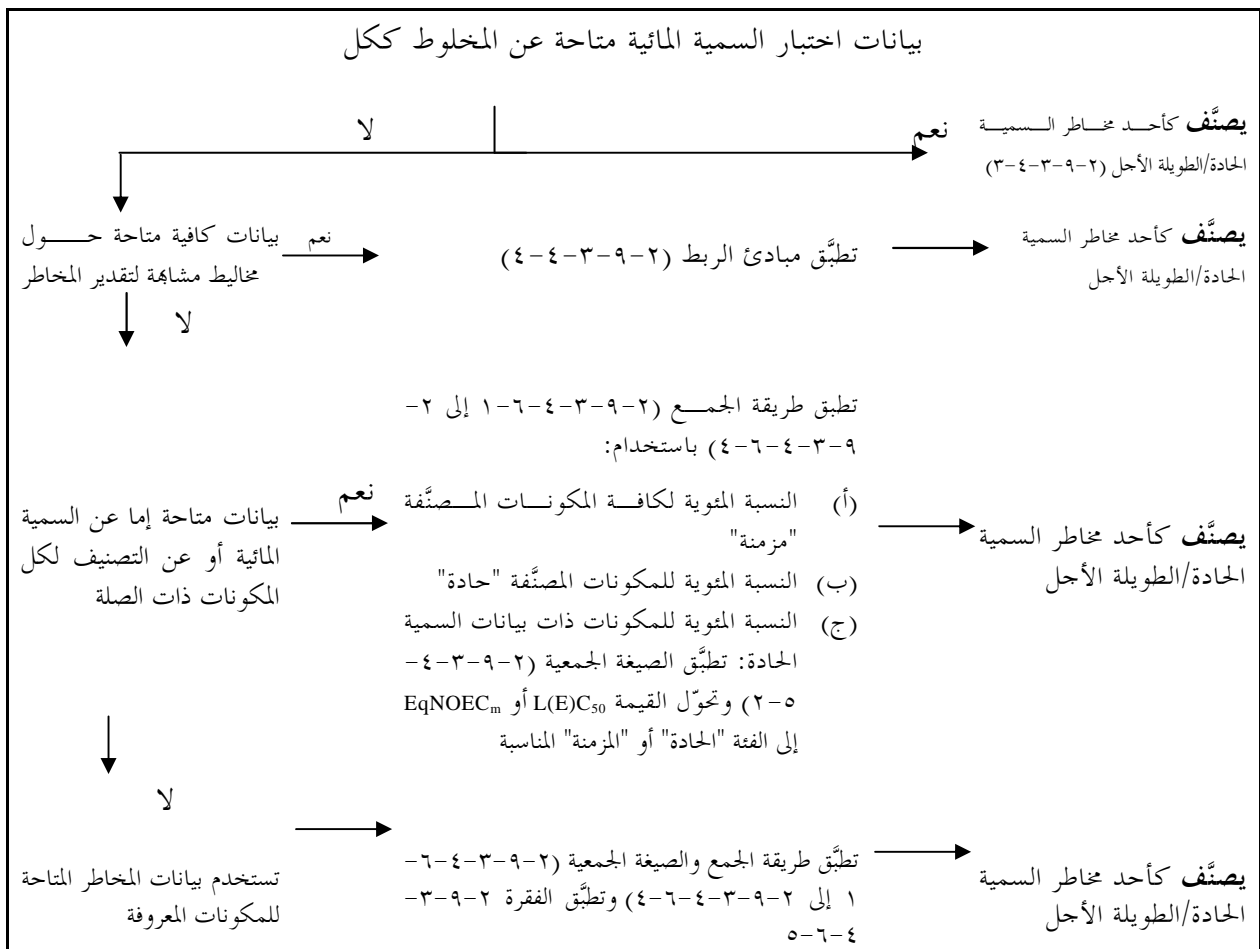 بيانات اختبار السمية المائية متاحة عن المخلوط ككل
لا
نعم
يصنَّف كأحد مخاطر السمية
الحادة/الطويلة الأجل (٢-٩-٣-٤-٣)
بيانات كافية متاحة حول
مخاليط مشابهة لتقدير المخاطر
نعم
تطبَّق مبادئ الربط (٢-٩-٣-٤-٤)
يصنَّف كأحد مخاطر السمية
الحادة/الطويلة الأجل
لا
بيانات متاحة إما عن السمية
المائية أو عن التصنيف لكل
المكونات ذات الصلة
نعم
تطبق طريقة الجمع (٢-٩-٣-٤-٦-١ إلى ٢-
٩-٣-٤-٦-٤) باستخدام:
(أ) النسبة المئوية لكافة المكونات المصنَّفة
"مزمنة"
(ب) النسبة المئوية للمكونات المصنَّفة "حادة"
(ج) النسبة المئوية للمكونات ذات بيانات السمية
الحادة: تطبَّق الصيغة الجمعية (٢-٩-٣-٤-
٥-٢) وتحوّل القيمة L(E)C₅₀ أو EqNOECₘ
إلى الفئة "الحادة" أو "المزمنة" المناسبة
يصنَّف كأحد مخاطر السمية
الحادة/الطويلة الأجل
لا
تستخدم بيانات المخاطر المتاحة
للمكونات المعروفة
تطبَّق طريقة الجمع والصيغة الجمعية (٢-٩-٣-٤-٦-
١ إلى ٢-٩-٣-٤-٦-٤) وتطبَّق الفقرة ٢-٩-٣-
٤-٦-٥
يصنَّف كأحد مخاطر السمية
الحادة/الطويلة الأجل